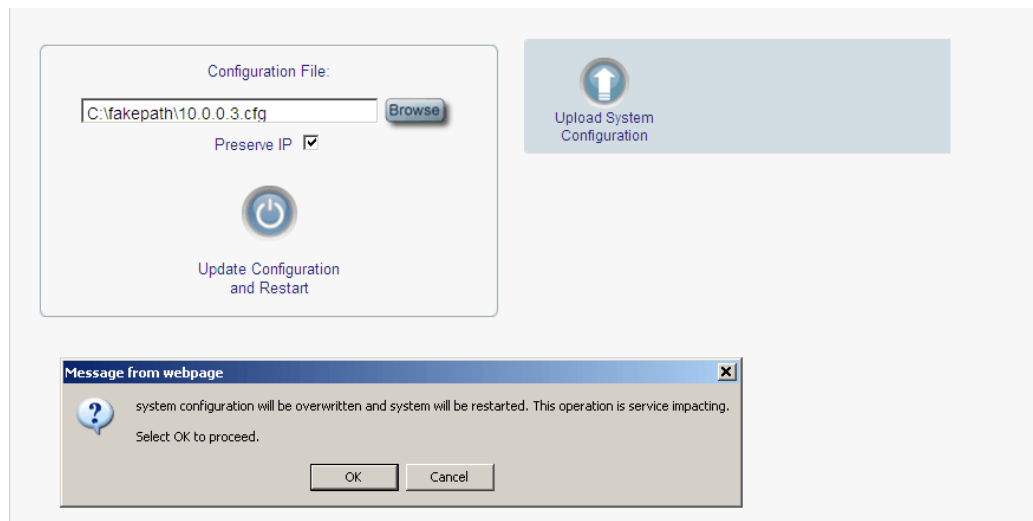 Configuration File:
C:\fakepath\10.0.0.3.cfg
Browse
Preserve IP
Update Configuration
and Restart
Upload System
Configuration
Message from webpage
system configuration will be overwritten and system will be restarted. This operation is service impacting.
Select OK to proceed.
OK
Cancel